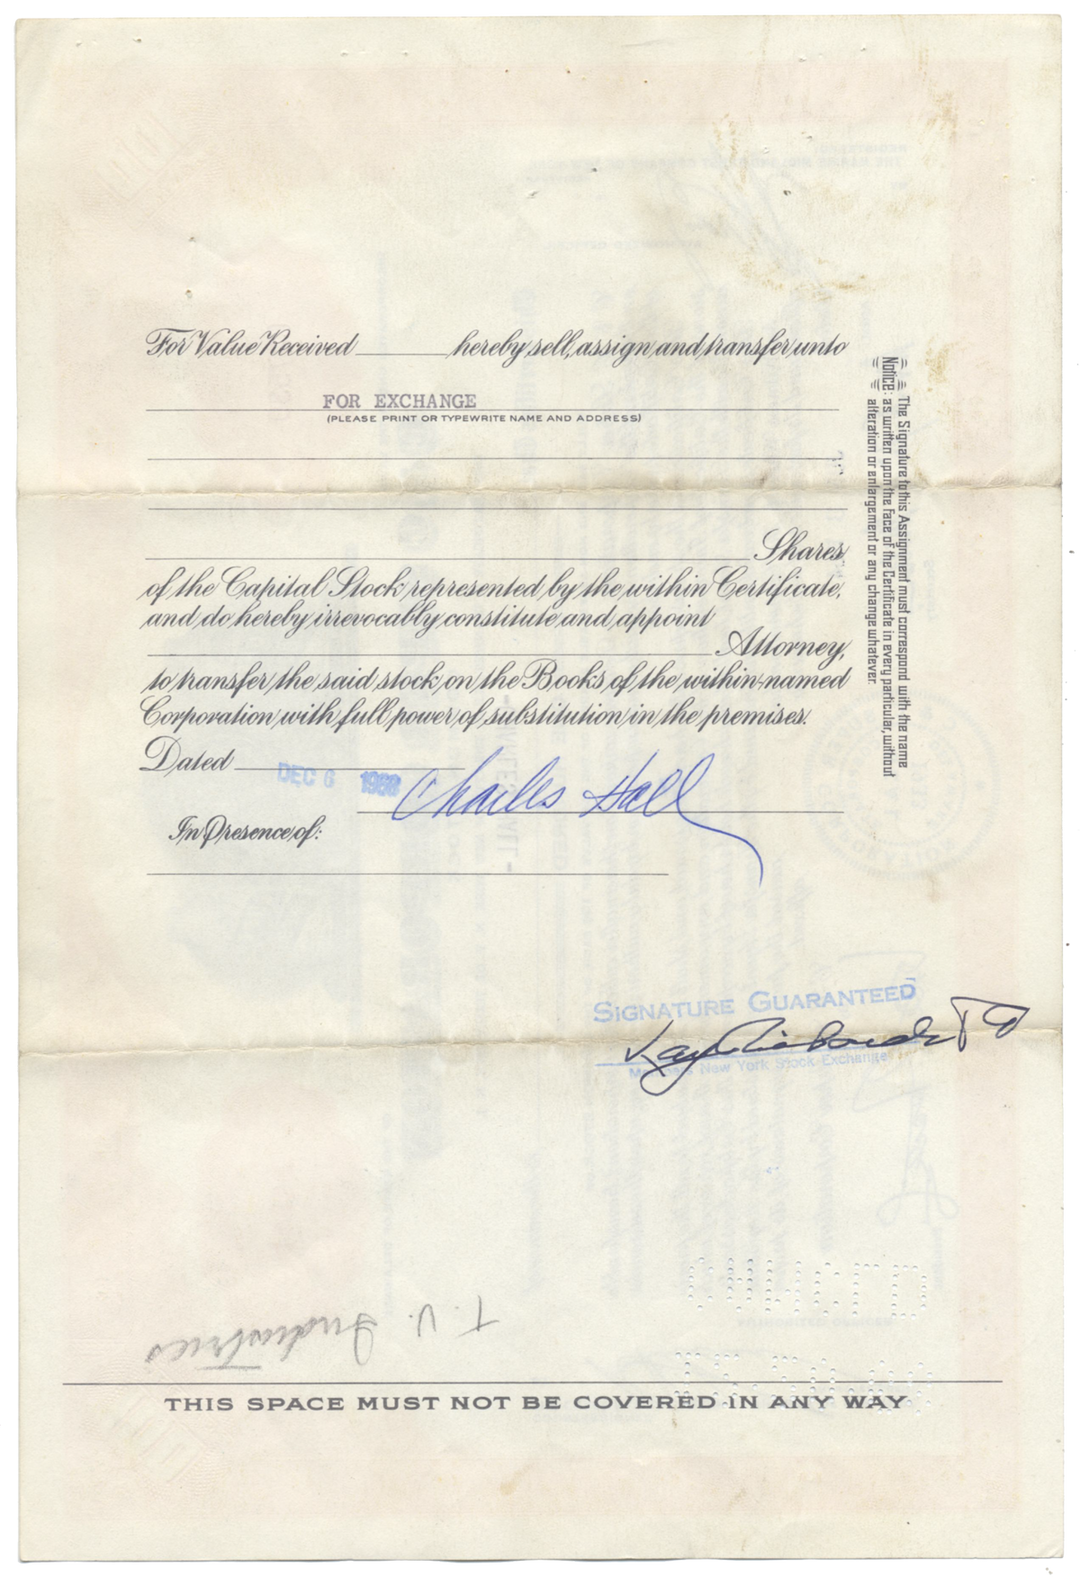 For Value Received hereby sell, assign and transfer unto
FOR EXCHANGE
(PLEASE PRINT OR TYPEWRITE NAME AND ADDRESS)
Shares
of the Capital Stock represented by the within Certificate,
and do hereby irrevocably constitute and appoint
Attorney,
to transfer the said stock on the Books of the within-named
Corporation with full power of substitution in the premises.
Dated DEC 6
Charles Hall
In Presence of:
Notice: The Signature to this Assignment must correspond with the name
as written upon the face of the Certificate in every particular, without
alteration or enlargement or any change whatever.
SIGNATURE GUARANTEED
New York Stock Exchange
T. V. Industries
THIS SPACE MUST NOT BE COVERED IN ANY WAY